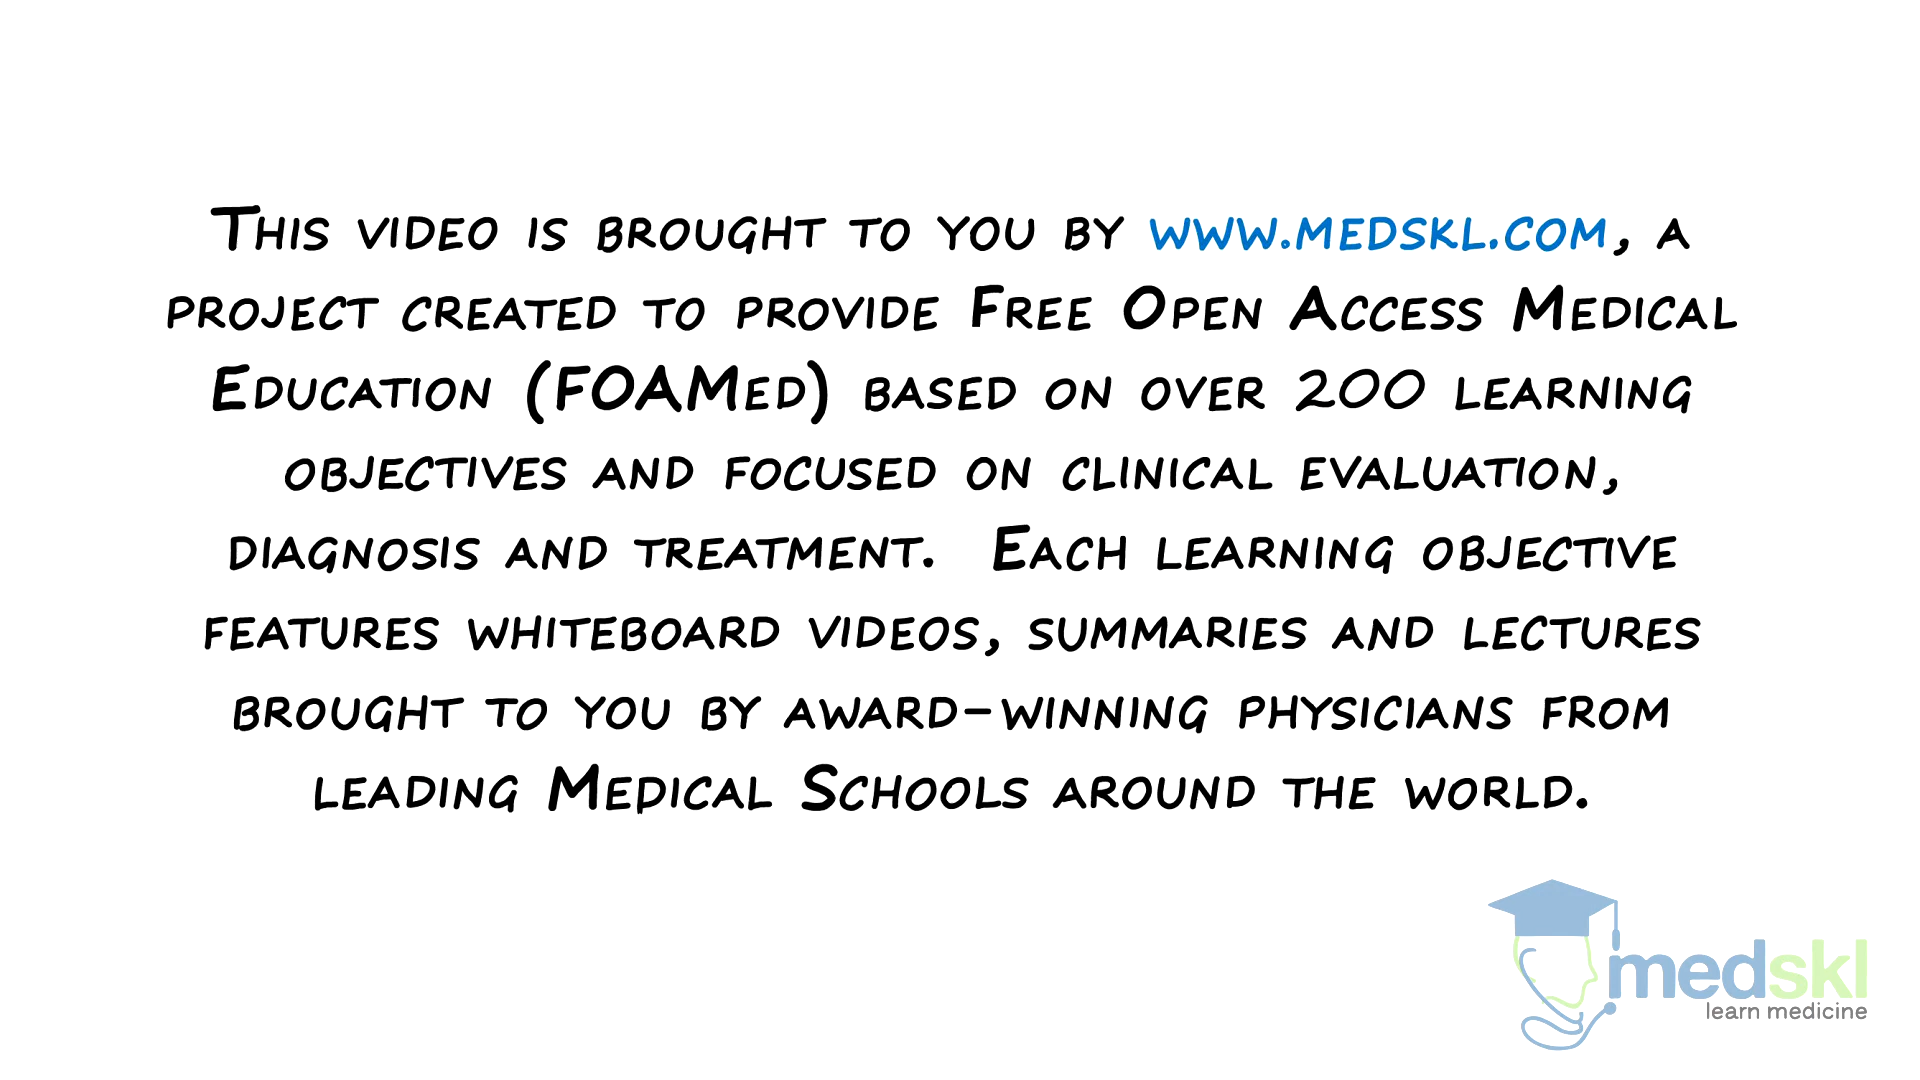 This video is brought to you by www.medskl.com, a
project created to provide Free Open Access Medical
Education (FOAMed) based on over 200 learning
objectives and focused on clinical evaluation,
diagnosis and treatment.  Each learning objective
features whiteboard videos, summaries and lectures
brought to you by award-winning physicians from
leading Medical Schools around the world.
medskl
learn medicine